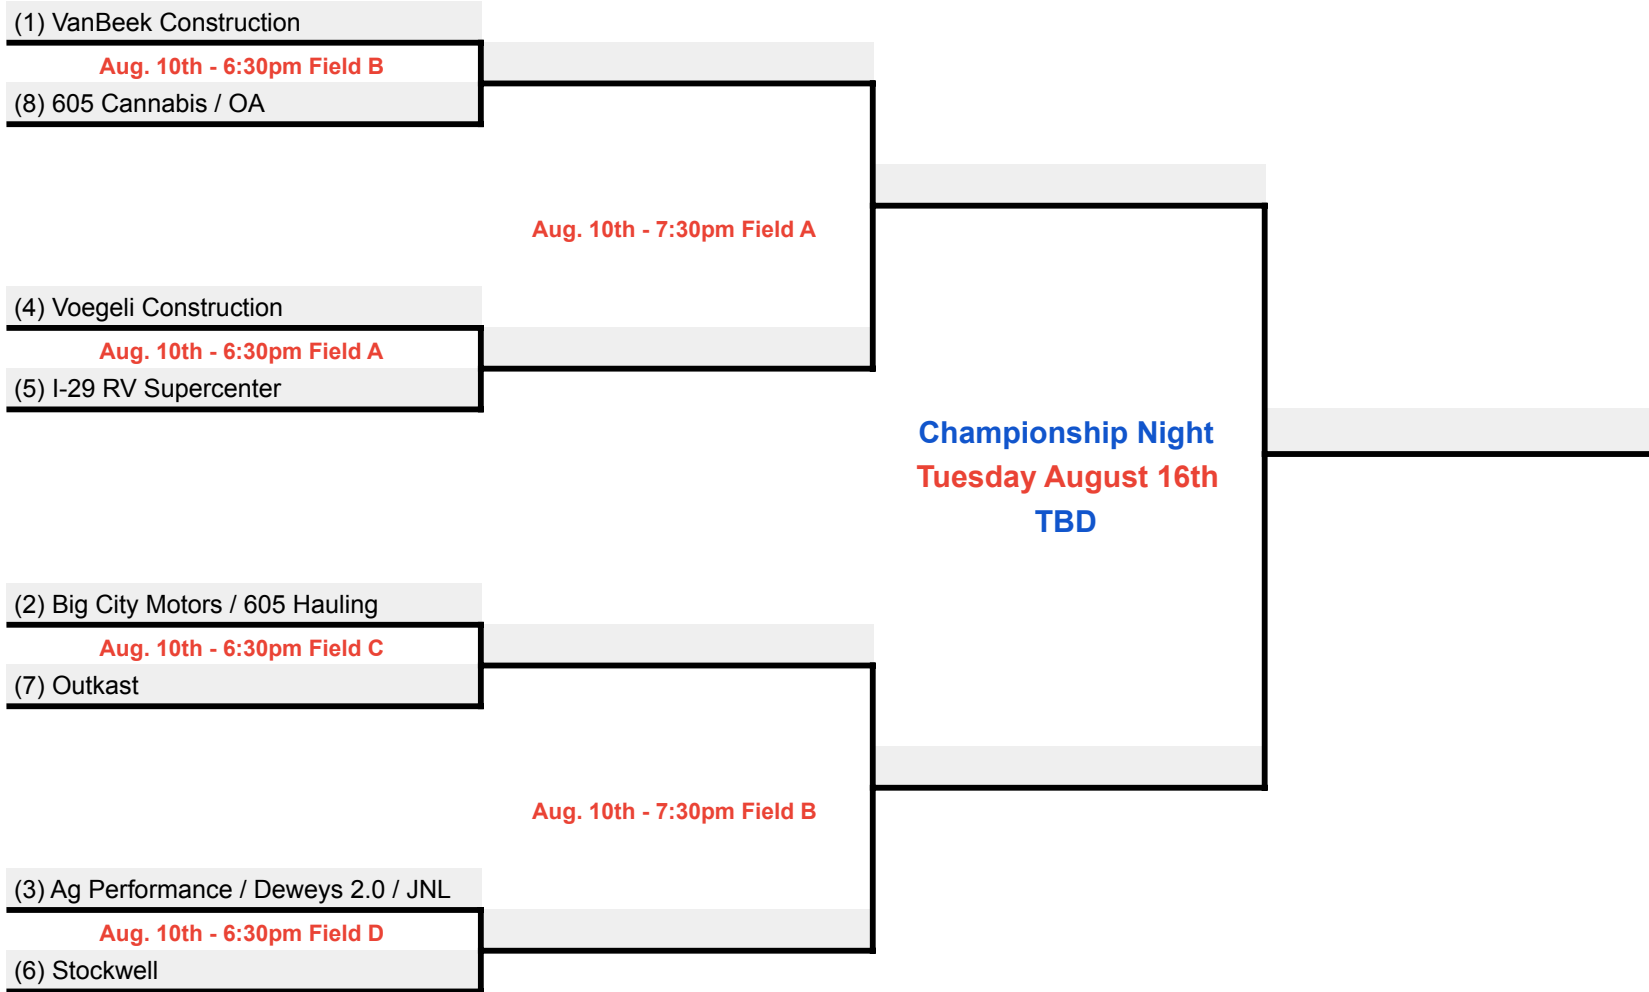 (1) VanBeek Construction
Aug. 10th - 6:30pm Field B
(8) 605 Cannabis / OA
Aug. 10th - 7:30pm Field A
(4) Voegeli Construction
Aug. 10th - 6:30pm Field A
(5) I-29 RV Supercenter
Championship Night
Tuesday August 16th
TBD
(2) Big City Motors / 605 Hauling
Aug. 10th - 6:30pm Field C
(7) Outkast
Aug. 10th - 7:30pm Field B
(3) Ag Performance / Deweys 2.0 / JNL
Aug. 10th - 6:30pm Field D
(6) Stockwell